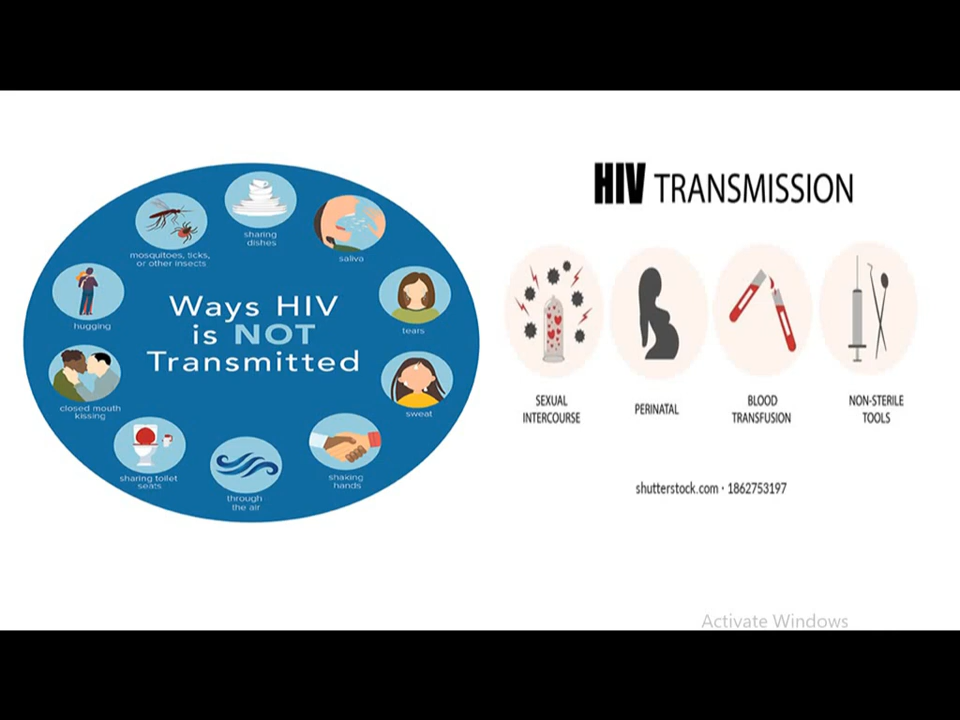 Ways HIV
is NOT
Transmitted
sharing
dishes
saliva
tears
sweat
shaking
hands
through
the air
sharing toilet
seats
closed mouth
kissing
hugging
mosquitoes, ticks,
or other insects
HIV TRANSMISSION
SEXUAL
INTERCOURSE
PERINATAL
BLOOD
TRANSFUSION
NON-STERILE
TOOLS
shutterstock.com · 1862753197
Activate Windows